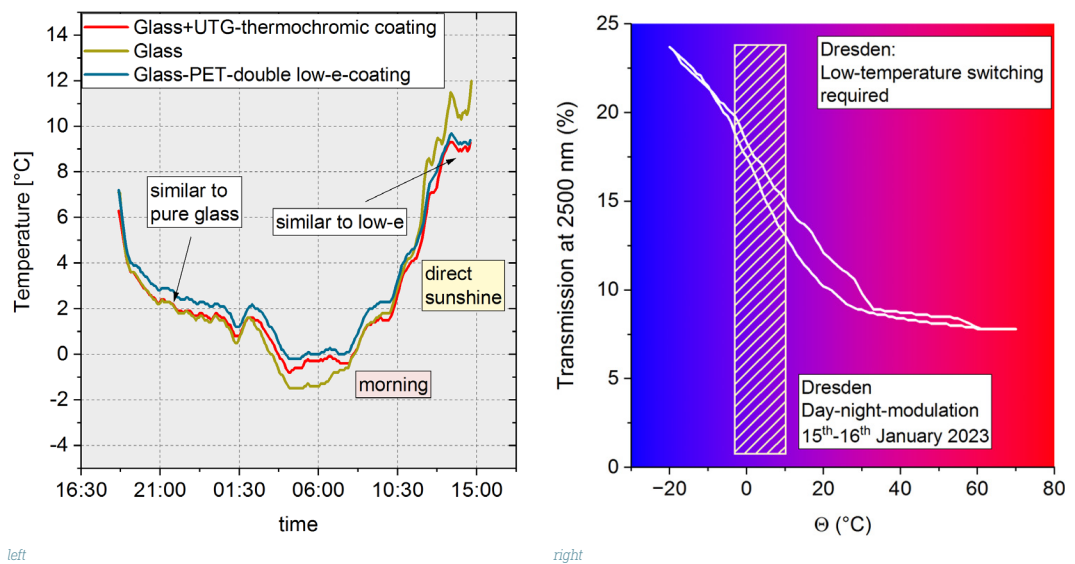 Glass+UTG-thermochromic coating
Glass
Glass-PET-double low-e-coating
14
12
10
8
6
4
2
0
-2
-4
Temperature [°C]
similar to
pure glass
similar to low-e
direct
sunshine
morning
16:30
21:00
01:30
06:00
10:30
15:00
time
left
25
20
15
10
5
0
Transmission at 2500 nm (%)
Dresden:
Low-temperature switching
required
Dresden
Day-night-modulation
15th-16th January 2023
−20
0
20
40
60
80
Θ (°C)
right